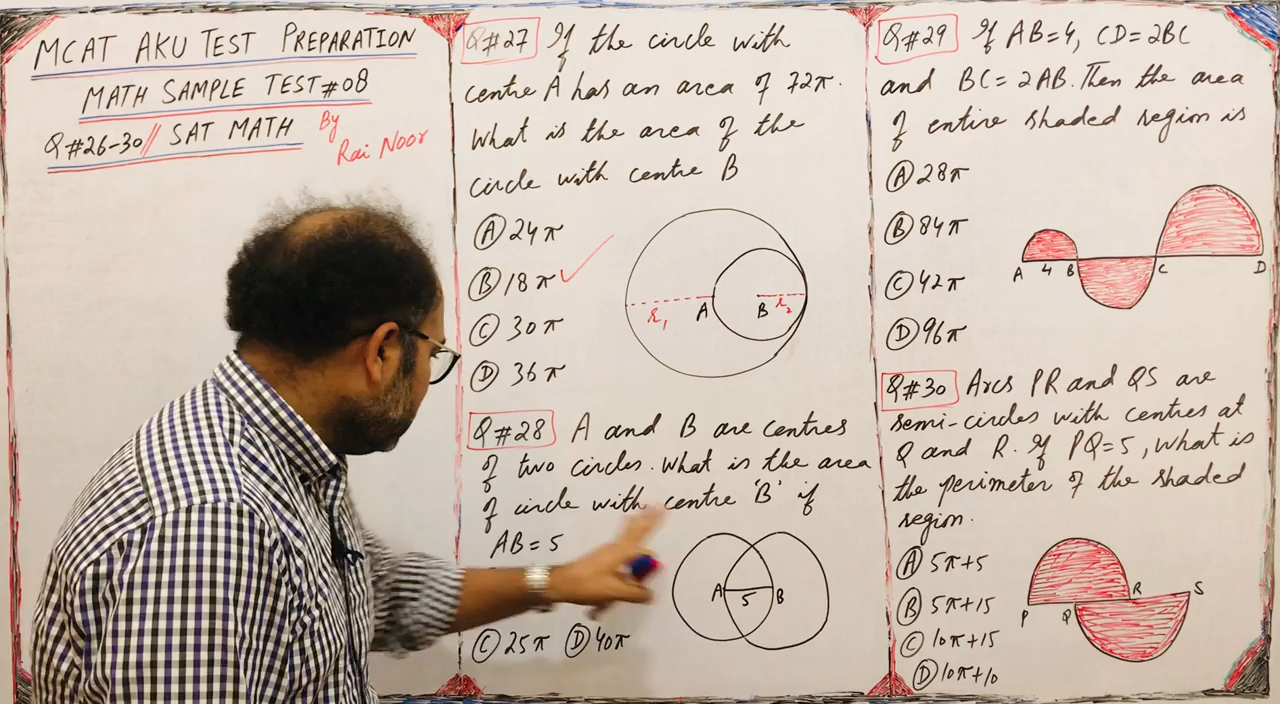 MCAT AKU TEST PREPARATION
MATH SAMPLE TEST #08
Q#26-30// SAT MATH
By
Rai Noor
Q#27 If the circle with
centre A has an area of 72π.
What is the area of the
circle with centre B
A 24π
B 18π ✓
C 30π
D 36π
r₁ A B r₂
Q#28 A and B are centres
of two circles. What is the area
of circle with centre 'B' if
AB = 5
C 25π D 40π
A 5 B
Q#29 If AB=4, CD=2BC
and BC = 2AB. Then the area
of entire shaded region is
A 28π
B 84π
C 42π
D 96π
A 4 B C D
Q#30 Arcs PR and QS are
semi-circles with centres at
Q and R. If PQ=5, What is
the perimeter of the shaded
region.
A 5π+5
B 5π+15
C 10π+15
D 10π+10
P Q R S